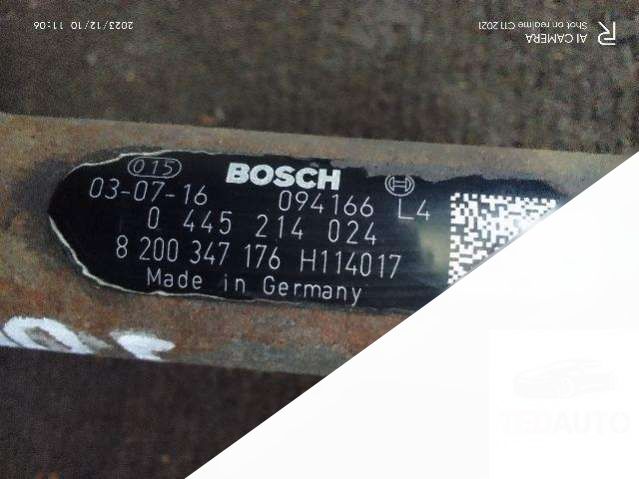 AI CAMERA
Shot on realme C11 2021
2023/12/10 11:06
015
BOSCH
03-07-16 094166 L4
0 445 214 024
8 200 347 176 H114017
Made in Germany
TEDAUTO